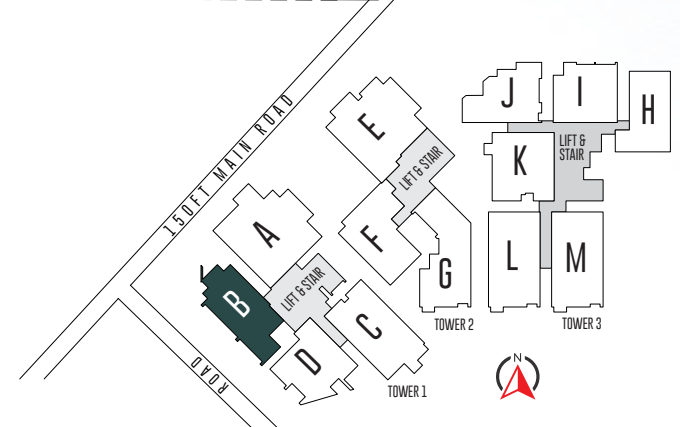 150FT MAIN ROAD
ROAD
A
B
C
D
LIFT & STAIR
TOWER 1
E
F
G
LIFT & STAIR
TOWER 2
J
I
H
K
LIFT &
STAIR
L
M
TOWER 3
N